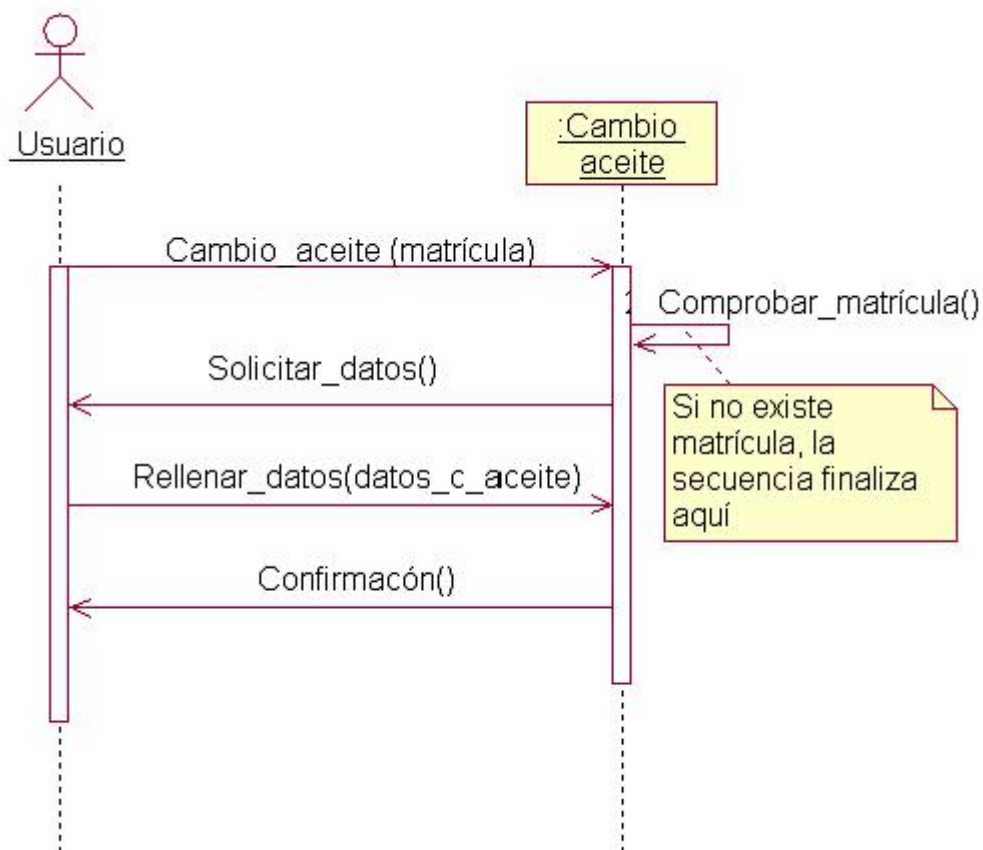 Usuario
:Cambio
aceite
Cambio_aceite (matrícula)
Comprobar_matrícula()
Solicitar_datos()
Si no existe
matrícula, la
secuencia finaliza
aquí
Rellenar_datos(datos_c_aceite)
Confirmacón()